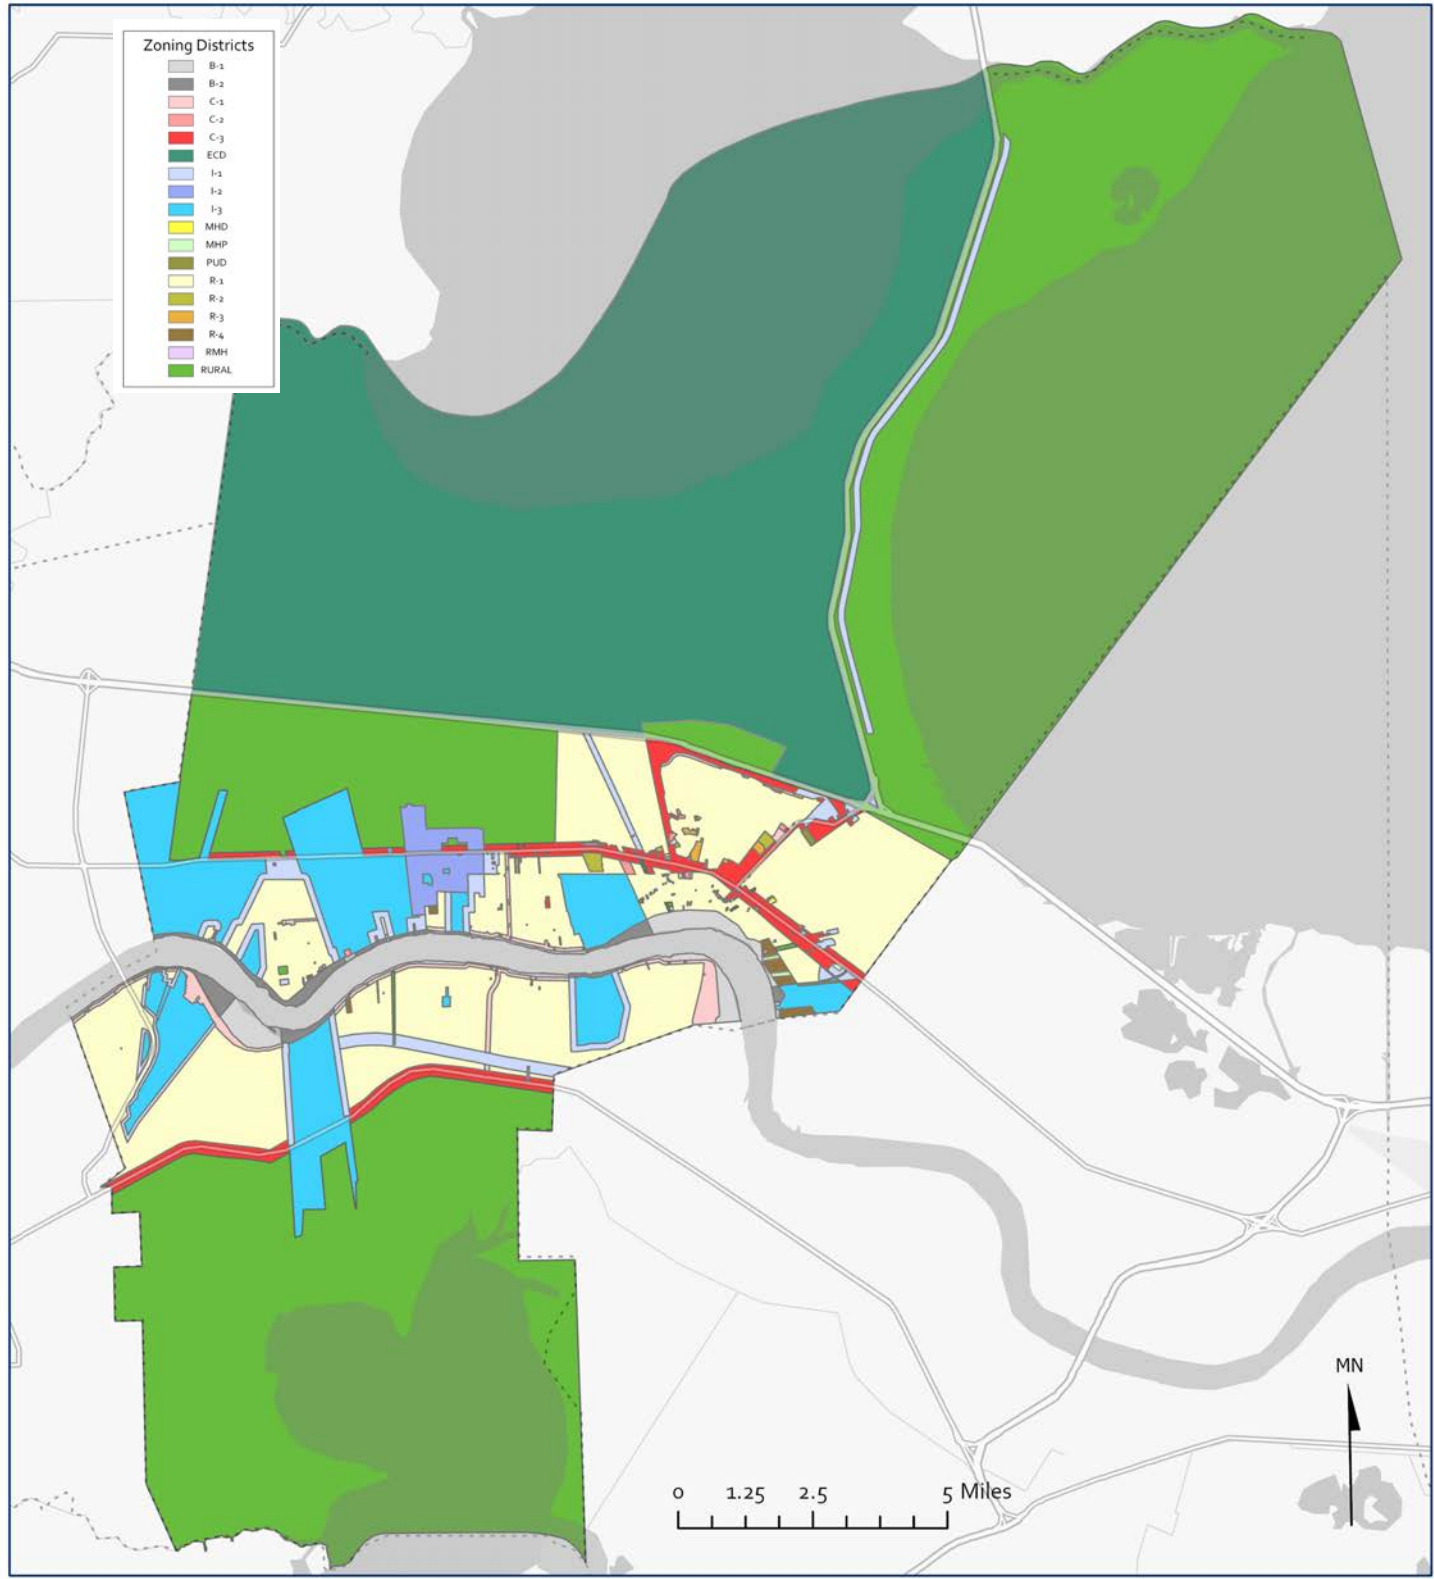 Zoning Districts
B-1
B-2
C-1
C-2
C-3
ECD
I-1
I-2
I-3
MHD
MHP
PUD
R-1
R-2
R-3
R-4
RMH
RURAL
MN
0 1.25 2.5 5 Miles